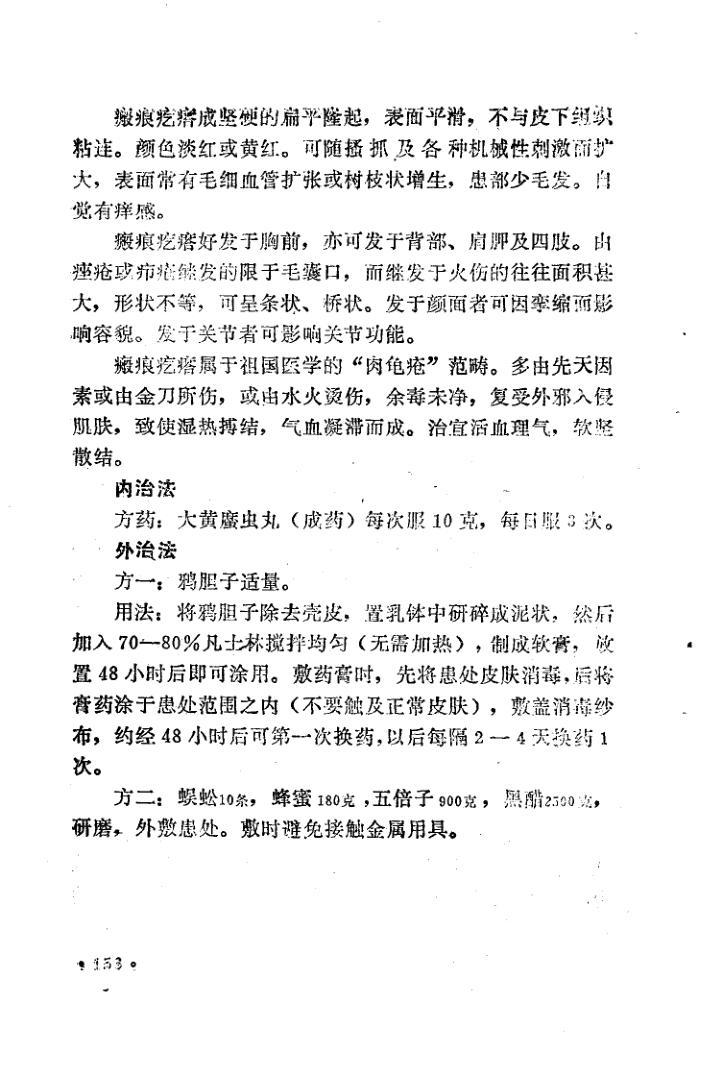 瘢痕疙瘩成坚硬的扁平隆起，表面平滑，不与皮下组织
粘连。颜色淡红或黄红。可随搔抓及各种机械性刺激而扩
大，表面常有毛细血管扩张或树枝状增生，患部少毛发。自
觉有痒感。
瘢痕疙瘩好发于胸前，亦可发于背部、肩胛及四肢。由
痤疮或疖疮继发的限于毛囊口，而继发于火伤的往往面积甚
大，形状不等，可呈条状、桥状。发于颜面者可因挛缩而影
响容貌。发于关节者可影响关节功能。
瘢痕疙瘩属于祖国医学的“肉龟疮”范畴。多由先天因
素或由金刀所伤，或由水火烫伤，余毒未净，复受外邪入侵
肌肤，致使湿热搏结，气血凝滞而成。治宜活血理气，软坚
散结。
内治法
方药：大黄䗪虫丸（成药）每次服10克，每日服3次。
外治法
方一：鸦胆子适量。
用法：将鸦胆子除去壳皮，置乳钵中研碎成泥状，然后
加入70—80％凡士林搅拌均匀（无需加热），制成软膏，放
置48小时后即可涂用。敷药膏时，先将患处皮肤消毒，后将
膏药涂于患处范围之内（不要触及正常皮肤），敷盖消毒纱
布，约经48小时后可第一次换药，以后每隔2—4天换药1
次。
方二：蜈蚣10条，蜂蜜180克，五倍子900克，黑醋2500克，
研磨，外敷患处。敷时避免接触金属用具。
• 153 •